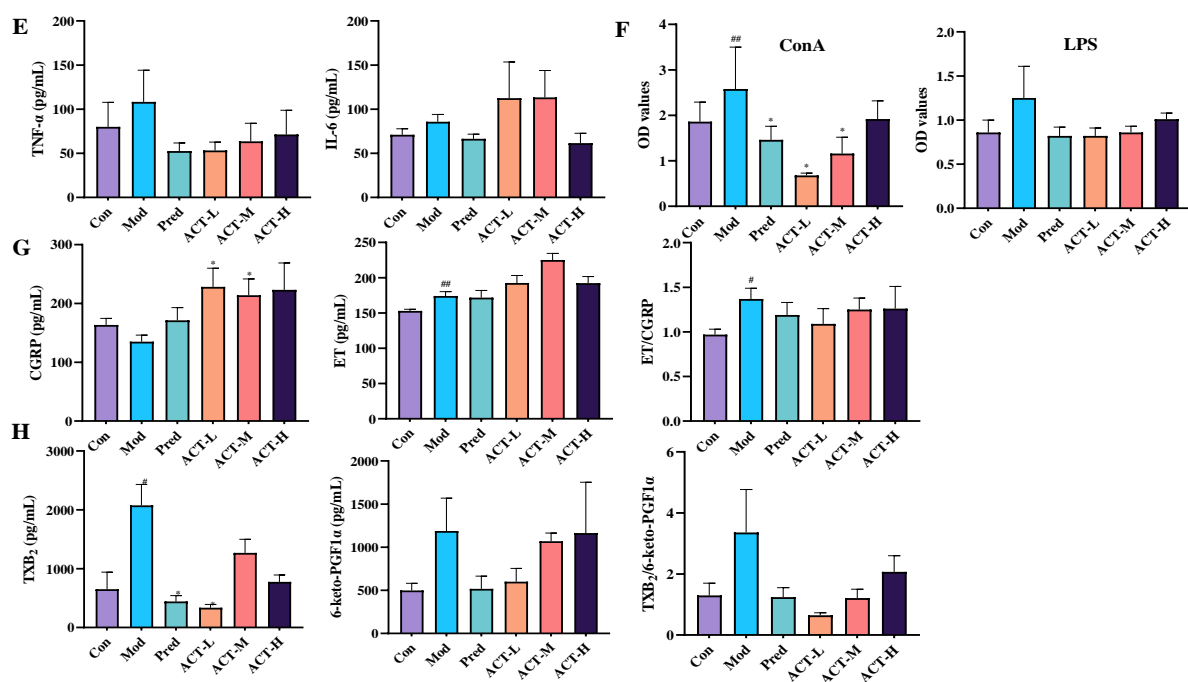 E
TNF-α (pg/mL)
200
150
100
50
0
Con
Mod
Pred
ACT-L
ACT-M
ACT-H
IL-6 (pg/mL)
200
150
100
50
0
Con
Mod
Pred
ACT-L
ACT-M
ACT-H
F
ConA
OD values
4
3
2
1
0
##
*
*
*
Con
Mod
Pred
ACT-L
ACT-M
ACT-H
LPS
OD values
2.0
1.5
1.0
0.5
0.0
Con
Mod
Pred
ACT-L
ACT-M
ACT-H
G
CGRP (pg/mL)
300
200
100
0
*
*
Con
Mod
Pred
ACT-L
ACT-M
ACT-H
ET (pg/mL)
250
200
150
100
50
0
##
Con
Mod
Pred
ACT-L
ACT-M
ACT-H
ET/CGRP
2.0
1.5
1.0
0.5
0.0
#
Con
Mod
Pred
ACT-L
ACT-M
ACT-H
H
TXB₂ (pg/mL)
3000
2000
1000
0
#
*
*
Con
Mod
Pred
ACT-L
ACT-M
ACT-H
6-keto-PGF1α (pg/mL)
2000
1500
1000
500
0
Con
Mod
Pred
ACT-L
ACT-M
ACT-H
TXB₂/6-keto-PGF1α
6
4
2
0
Con
Mod
Pred
ACT-L
ACT-M
ACT-H